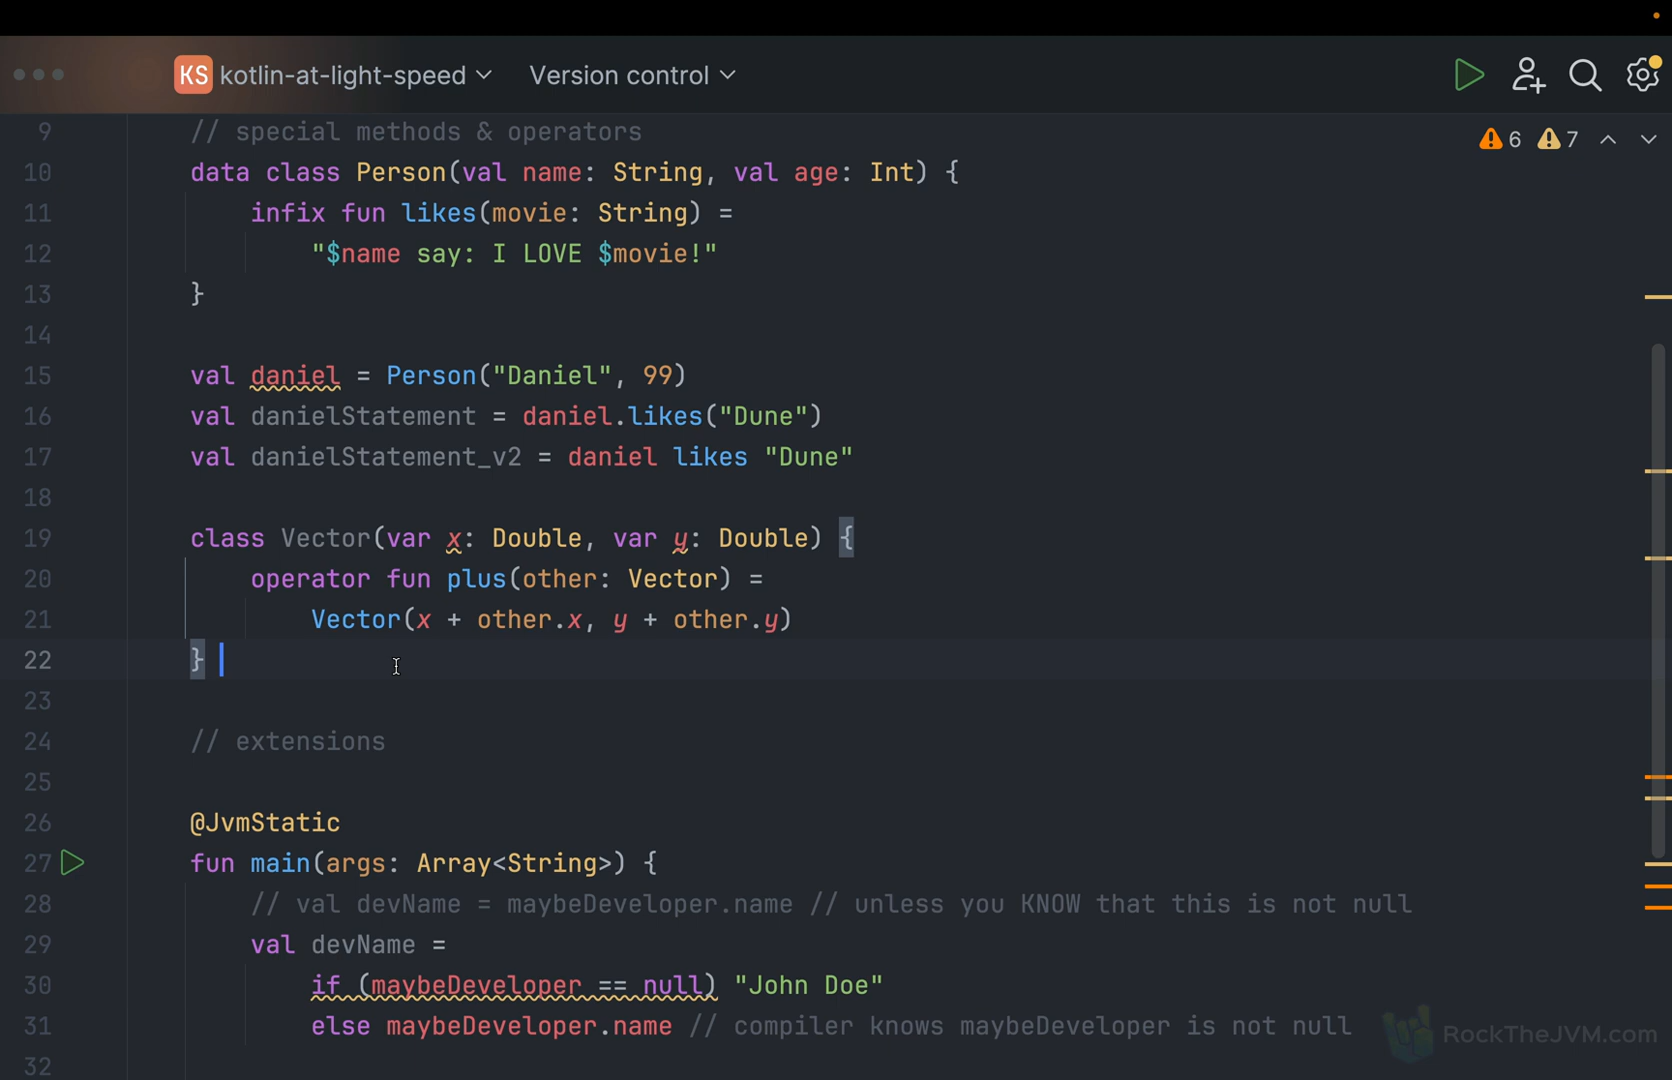 KS kotlin-at-light-speed Version control
6 7
9 // special methods & operators
10 data class Person(val name: String, val age: Int) {
11 infix fun likes(movie: String) =
12 "$name say: I LOVE $movie!"
13 }
14
15 val daniel = Person("Daniel", 99)
16 val danielStatement = daniel.likes("Dune")
17 val danielStatement_v2 = daniel likes "Dune"
18
19 class Vector(var x: Double, var y: Double) {
20 operator fun plus(other: Vector) =
21 Vector(x + other.x, y + other.y)
22 }
23
24 // extensions
25
26 @JvmStatic
27 fun main(args: Array<String>) {
28 // val devName = maybeDeveloper.name // unless you KNOW that this is not null
29 val devName =
30 if (maybeDeveloper == null) "John Doe"
31 else maybeDeveloper.name // compiler knows maybeDeveloper is not null
32
RockTheJVM.com